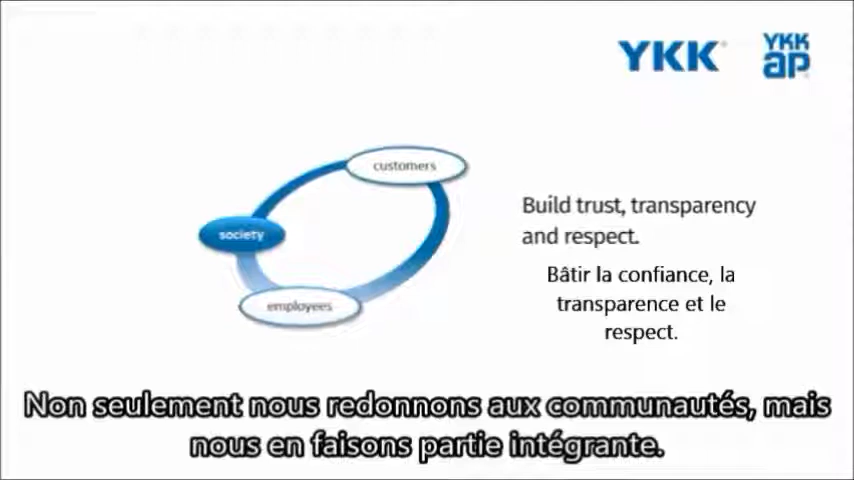 YKK
YKK
ap
customers
society
employees
Build trust, transparency
and respect.
Bâtir la confiance, la
transparence et le
respect.
Non seulement nous redonnons aux communautés, mais
nous en faisons partie intégrante.